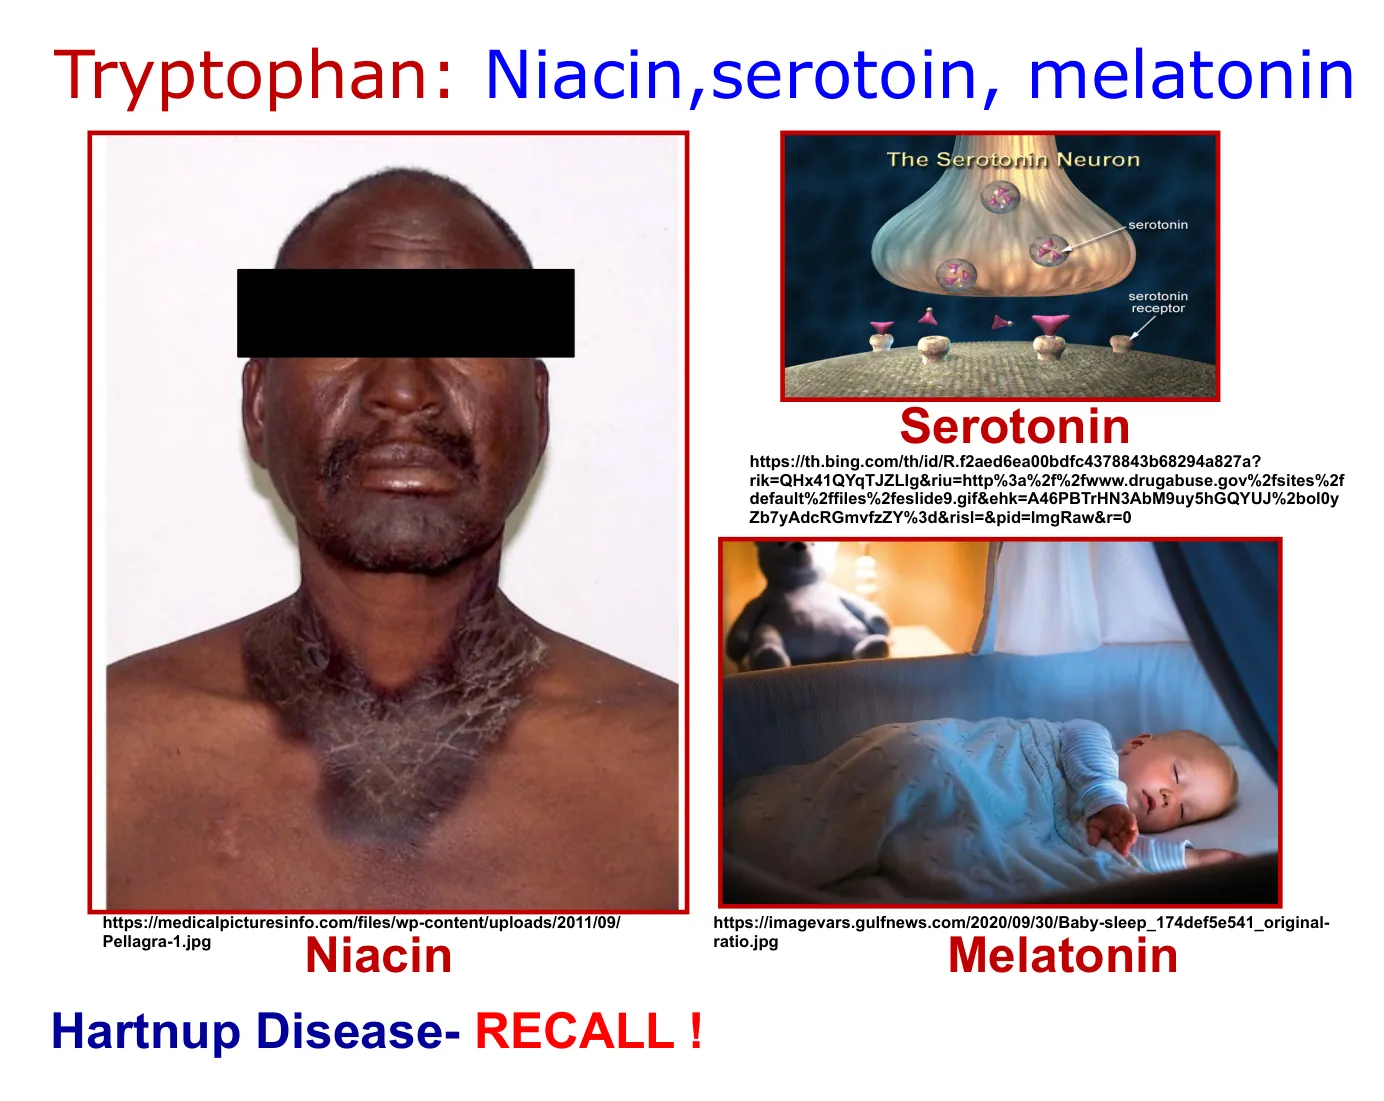 Tryptophan: Niacin,serotoin, melatonin
The Serotonin Neuron
serotonin
serotonin
receptor
Serotonin
https://th.bing.com/th/id/R.f2aed6ea00bdfc4378843b68294a827a?
rik=QHx41QYqTJZLIg&riu=http%3a%2f%2fwww.drugabuse.gov%2fsites%2f
default%2ffiles%2feslide9.gif&ehk=A46PBTrHN3AbM9uy5hGQYUJ%2bol0y
Zb7yAdcRGmvfzZY%3d&risl=&pid=ImgRaw&r=0
https://medicalpicturesinfo.com/files/wp-content/uploads/2011/09/
Pellagra-1.jpg
Niacin
https://imagevars.gulfnews.com/2020/09/30/Baby-sleep_174def5e541_original-
ratio.jpg
Melatonin
Hartnup Disease- RECALL !